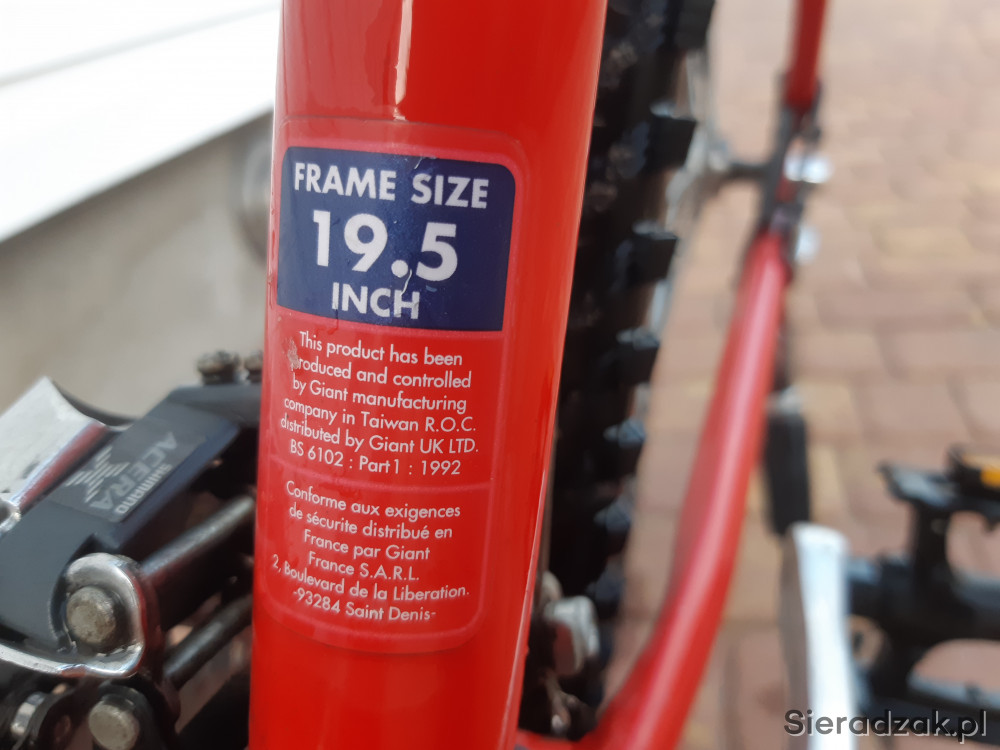 FRAME SIZE
19.5
INCH
This product has been
produced and controlled
by Giant manufacturing
company in Taiwan R.O.C.
distributed by Giant UK LTD.
BS 6102 : Part 1 : 1992
Conforme aux exigences
de sécurite distribué en
France par Giant
France S.A.R.L.
2, Boulevard de la Liberation.
-93284 Saint Denis-
SHIMANO
ACERA
Sieradzak.pl